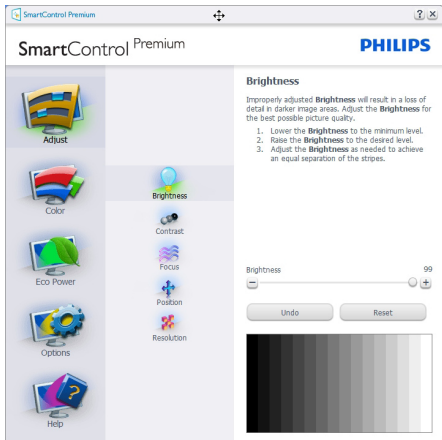 SmartControl Premium
? ×
SmartControl Premium
PHILIPS
Adjust
Color
Eco Power
Options
Help
Brightness
Contrast
Focus
Position
Resolution
Brightness
Improperly adjusted Brightness will result in a loss of
detail in darker image areas. Adjust the Brightness for
the best possible picture quality.
1. Lower the Brightness to the minimum level.
2. Raise the Brightness to the desired level.
3. Adjust the Brightness as needed to achieve
an equal separation of the stripes.
Brightness 99
Undo Reset